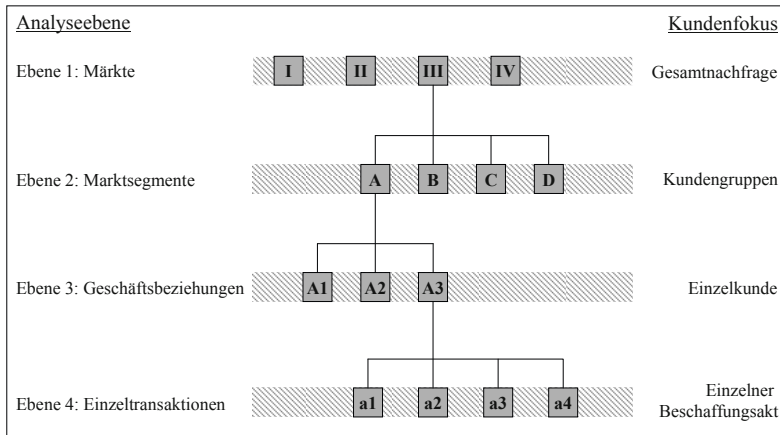 Analyseebene Kundenfokus
Ebene 1: Märkte I II III IV Gesamtnachfrage
Ebene 2: Marktsegmente A B C D Kundengruppen
Ebene 3: Geschäftsbeziehungen A1 A2 A3 Einzelkunde
Ebene 4: Einzeltransaktionen a1 a2 a3 a4 Einzelner
Beschaffungsakt